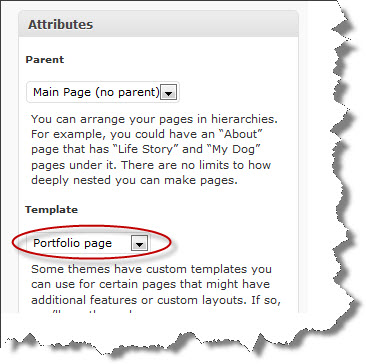 Attributes
Parent
Main Page (no parent)
You can arrange your pages in hierarchies.
For example, you could have an “About”
page that has “Life Story” and “My Dog”
pages under it. There are no limits to how
deeply nested you can make pages.
Template
Portfolio page
Some themes have custom templates you
can use for certain pages that might have
additional features or custom layouts. If so,